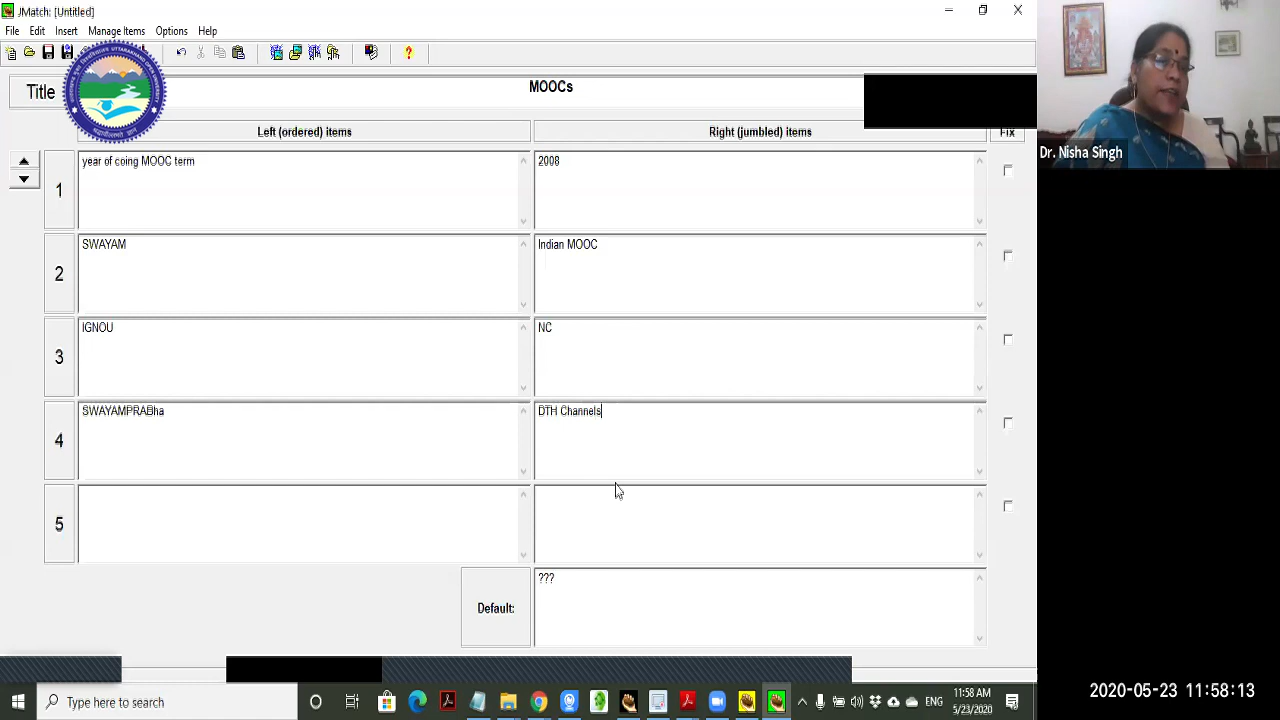 JMatch: [Untitled]
File Edit Insert Manage Items Options Help
Title
MOOCs
Left (ordered) items
Right (jumbled) items
Fix
1
year of coing MOOC term
2008
2
SWAYAM
Indian MOOC
3
IGNOU
NC
4
SWAYAMPRABha
DTH Channels
5
Default:
???
Dr. Nisha Singh
Type here to search
ENG
11:58 AM
5/23/2020
2020-05-23 11:58:13